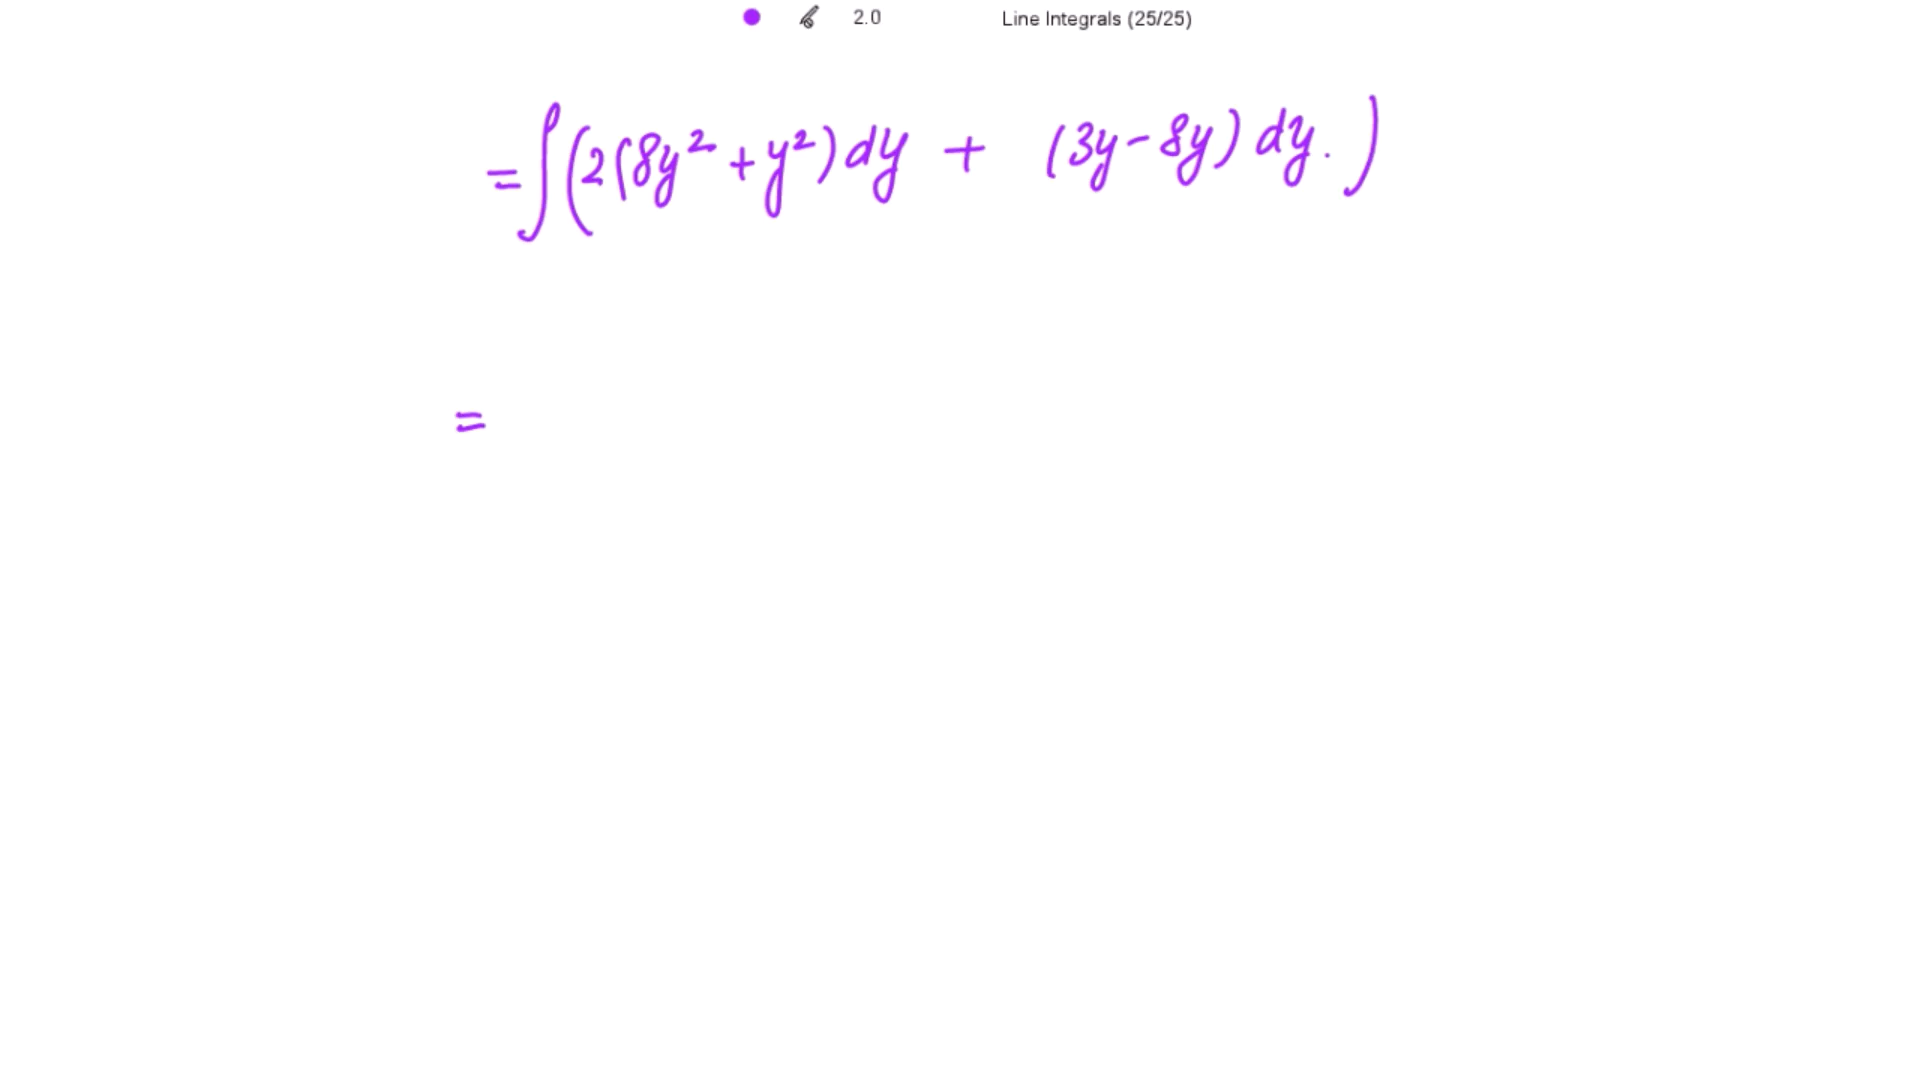 2.0 Line Integrals (25/25)
=∫(2(8y²+y²)dy + (3y-8y)dy.)
=